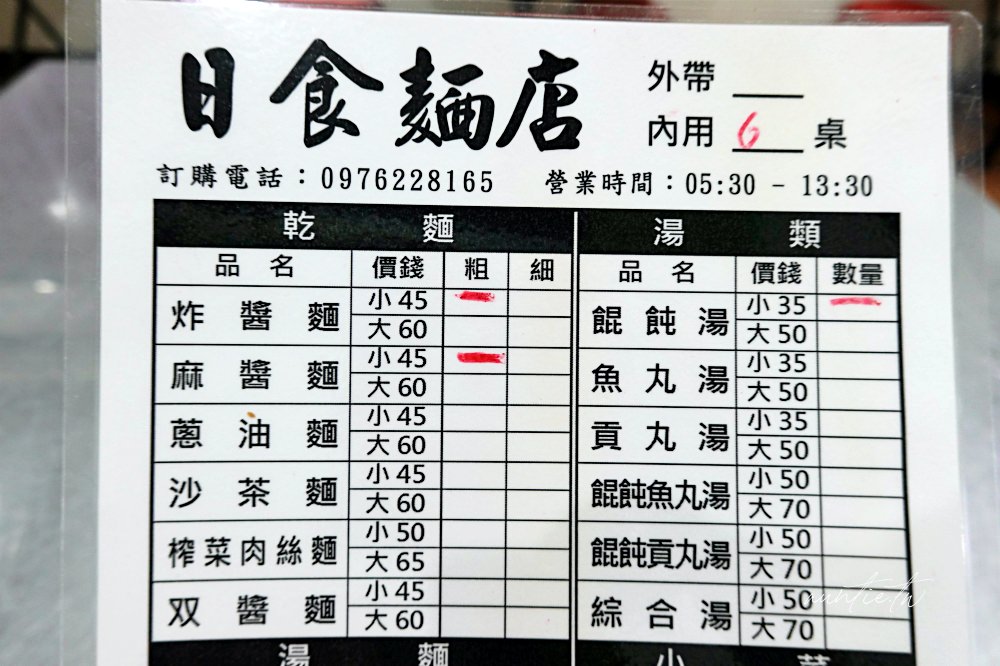 日食麵店
外帶
內用 6 桌
訂購電話：0976228165 營業時間：05:30 - 13:30
乾麵
品名 價錢 粗 細
炸醬麵 小45
大60
麻醬麵 小45
大60
蔥油麵 小45
大60
沙茶麵 小45
大60
榨菜肉絲麵 小50
大65
双醬麵 小45
大60
湯麵
湯類
品名 價錢 數量
餛飩湯 小35
大50
魚丸湯 小35
大50
貢丸湯 小35
大50
餛飩魚丸湯 小50
大70
餛飩貢丸湯 小50
大70
綜合湯 小50
大70
小菜
auntieth